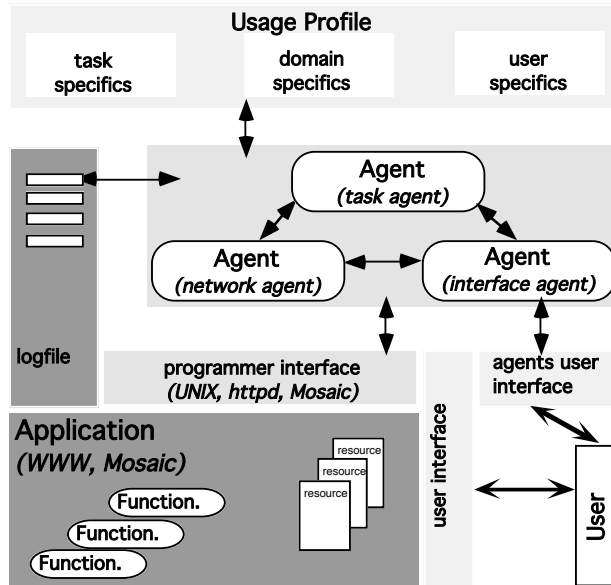 Usage Profile
task
specifics
domain
specifics
user
specifics
Agent
(task agent)
Agent
(network agent)
Agent
(interface agent)
logfile
programmer interface
(UNIX, httpd, Mosaic)
agents user
interface
user interface
Application
(WWW, Mosaic)
resource
resource
resource
Function.
Function.
Function.
User